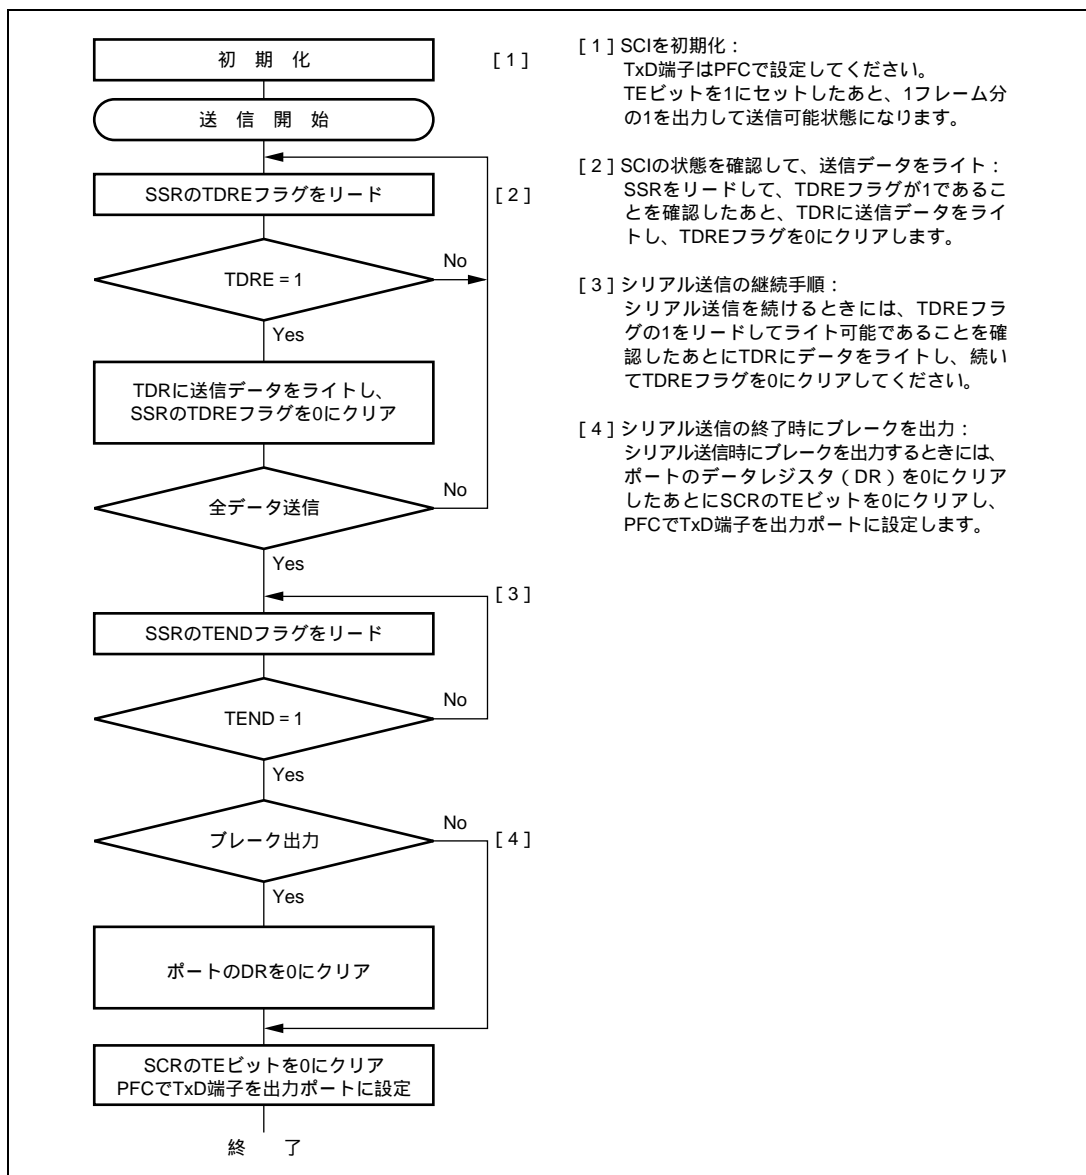 初 期 化
[ 1 ]
送 信 開 始
SSRのTDREフラグをリード
[ 2 ]
TDRE = 1
No
Yes
TDRに送信データをライトし、
SSRのTDREフラグを0にクリア
全データ送信
No
Yes
[ 3 ]
SSRのTENDフラグをリード
TEND = 1
No
Yes
ブレーク出力
No
[ 4 ]
Yes
ポートのDRを0にクリア
SCRのTEビットを0にクリア
PFCでTxD端子を出力ポートに設定
終 了
[ 1 ] SCIを初期化：
TxD端子はPFCで設定してください。
TEビットを1にセットしたあと、1フレーム分
の1を出力して送信可能状態になります。
[ 2 ] SCIの状態を確認して、送信データをライト：
SSRをリードして、TDREフラグが1であるこ
とを確認したあと、TDRに送信データをライ
トし、TDREフラグを0にクリアします。
[ 3 ] シリアル送信の継続手順：
シリアル送信を続けるときには、TDREフラ
グの1をリードしてライト可能であることを確
認したあとにTDRにデータをライトし、続い
てTDREフラグを0にクリアしてください。
[ 4 ] シリアル送信の終了時にブレークを出力：
シリアル送信時にブレークを出力するときには、
ポートのデータレジスタ（DR）を0にクリア
したあとにSCRのTEビットを0にクリアし、
PFCでTxD端子を出力ポートに設定します。